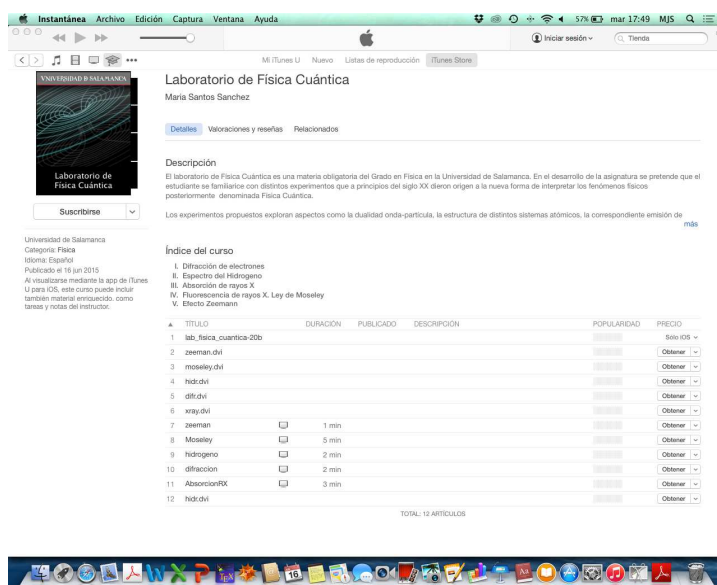 Instantánea Archivo Edición Captura Ventana Ayuda 57% mar 17:49 MJS
Iniciar sesión Tienda
Mi iTunes U Nuevo Listas de reproducción iTunes Store
VNIVERSIDAD D SALAMANCA
Laboratorio de
Física Cuántica
Suscribirse
Universidad de Salamanca
Categoría: Física
Idioma: Español
Publicado el 16 jun 2015
Al visualizarse mediante la app de iTunes
U para iOS, este curso puede incluir
también material enriquecido. como
tareas y notas del instructor.
Laboratorio de Física Cuántica
María Santos Sanchez
Detalles Valoraciones y reseñas Relacionados
Descripción
El laboratorio de Física Cuántica es una materia obligatoria del Grado en Física en la Universidad de Salamanca. En el desarrollo de la asignatura se pretende que el
estudiante se familiarice con distintos experimentos que a principios del siglo XX dieron origen a la nueva forma de interpretar los fenómenos físicos
posteriormente denominada Física Cuántica.
Los experimentos propuestos exploran aspectos como la dualidad onda-partícula, la estructura de distintos sistemas atómicos, la correspondiente emisión de
más
Índice del curso
I. Difracción de electrones
II. Espectro del Hidrogeno
III. Absorción de rayos X
IV. Fluorescencia de rayos X. Ley de Moseley
V. Efecto Zeemann
TÍTULO DURACIÓN PUBLICADO DESCRIPCIÓN POPULARIDAD PRECIO
1 lab_fisica_cuantica-20b Sólo iOS
2 zeeman.dvi Obtener
3 moseley.dvi Obtener
4 hidr.dvi Obtener
5 difr.dvi Obtener
6 xray.dvi Obtener
7 zeeman 1 min Obtener
8 Moseley 5 min Obtener
9 hidrogeno 2 min Obtener
10 difraccion 2 min Obtener
11 AbsorcionRX 3 min Obtener
12 hidr.dvi Obtener
TOTAL: 12 ARTÍCULOS